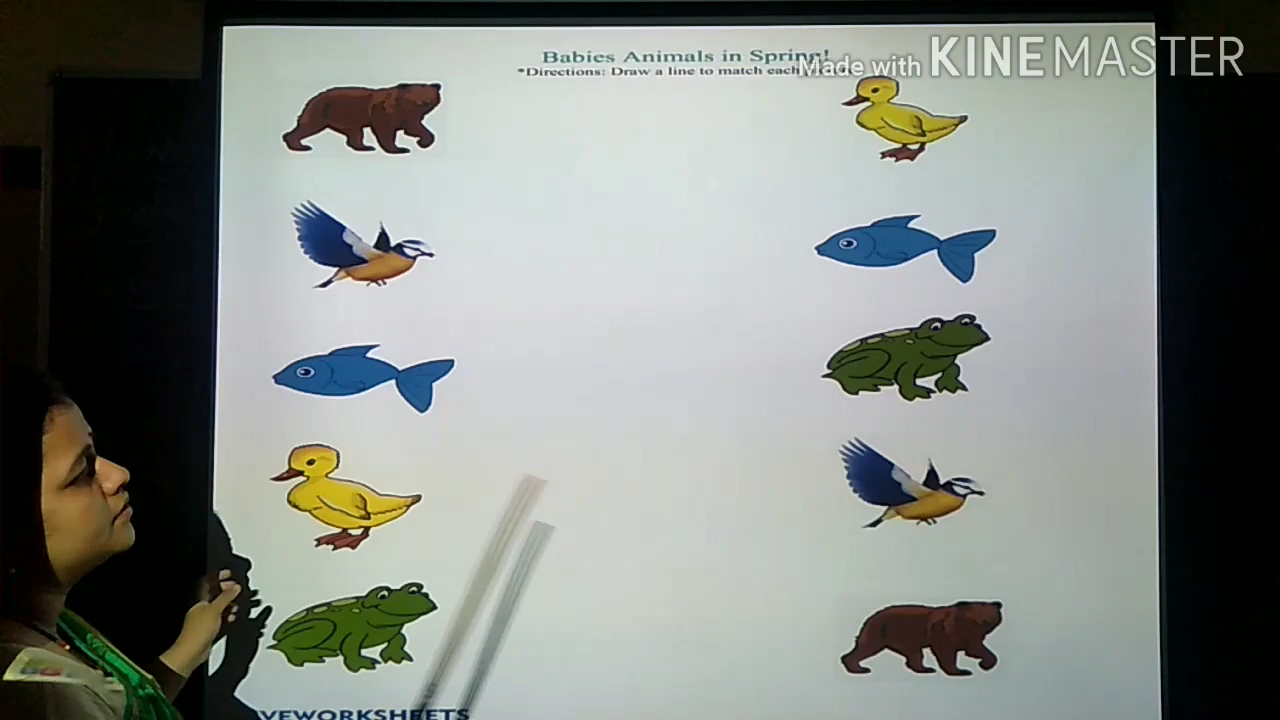 Babies Animals in Spring!
*Directions: Draw a line to match each
Made with KINEMASTER
VEWORKSHEETS